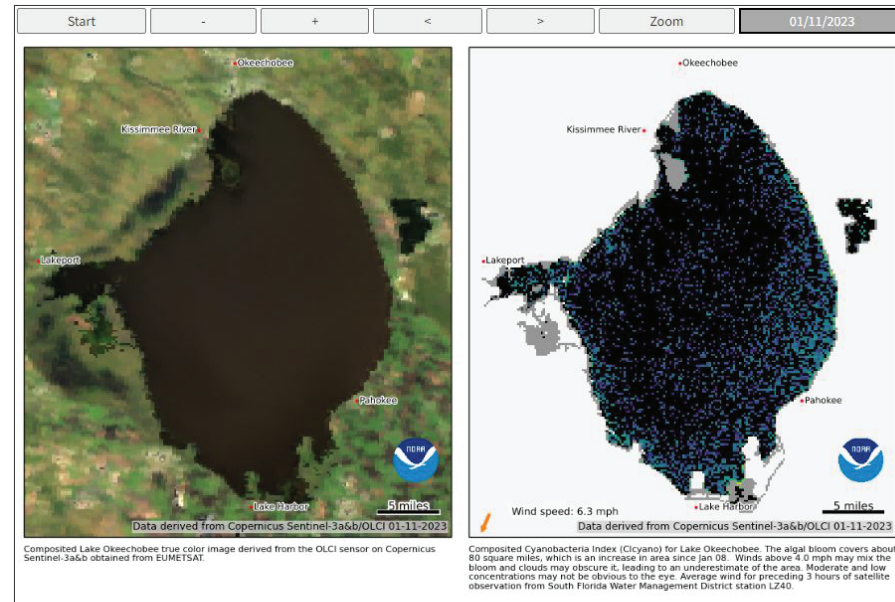 Start - + < > Zoom 01/11/2023
Okeechobee
Kissimmee River
Lakeport
Pahokee
NOAA
Lake Harbor
5 miles
Data derived from Copernicus Sentinel-3a&b/OLCI 01-11-2023
Composited Lake Okeechobee true color image derived from the OLCI sensor on Copernicus
Sentinel-3a&b obtained from EUMETSAT.
Okeechobee
Kissimmee River
Lakeport
Pahokee
NOAA
Wind speed: 6.3 mph
Lake Harbor
5 miles
Data derived from Copernicus Sentinel-3a&b/OLCI 01-11-2023
Composited Cyanobacteria Index (CIcyano) for Lake Okeechobee. The algal bloom covers about
80 square miles, which is an increase in area since Jan 08. Winds above 4.0 mph may mix the
bloom and clouds may obscure it, leading to an underestimate of the area. Moderate and low
concentrations may not be obvious to the eye. Average wind for preceding 3 hours of satellite
observation from South Florida Water Management District station LZ40.